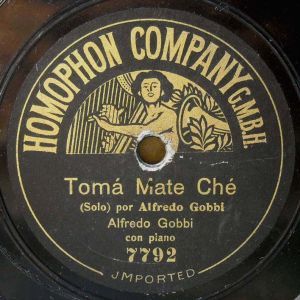 HOMOPHON COMPANY G.M.B.H.
Tomá Mate Ché
(Solo) por Alfredo Gobbi
Alfredo Gobbi
con piano
7792
JMPORTED